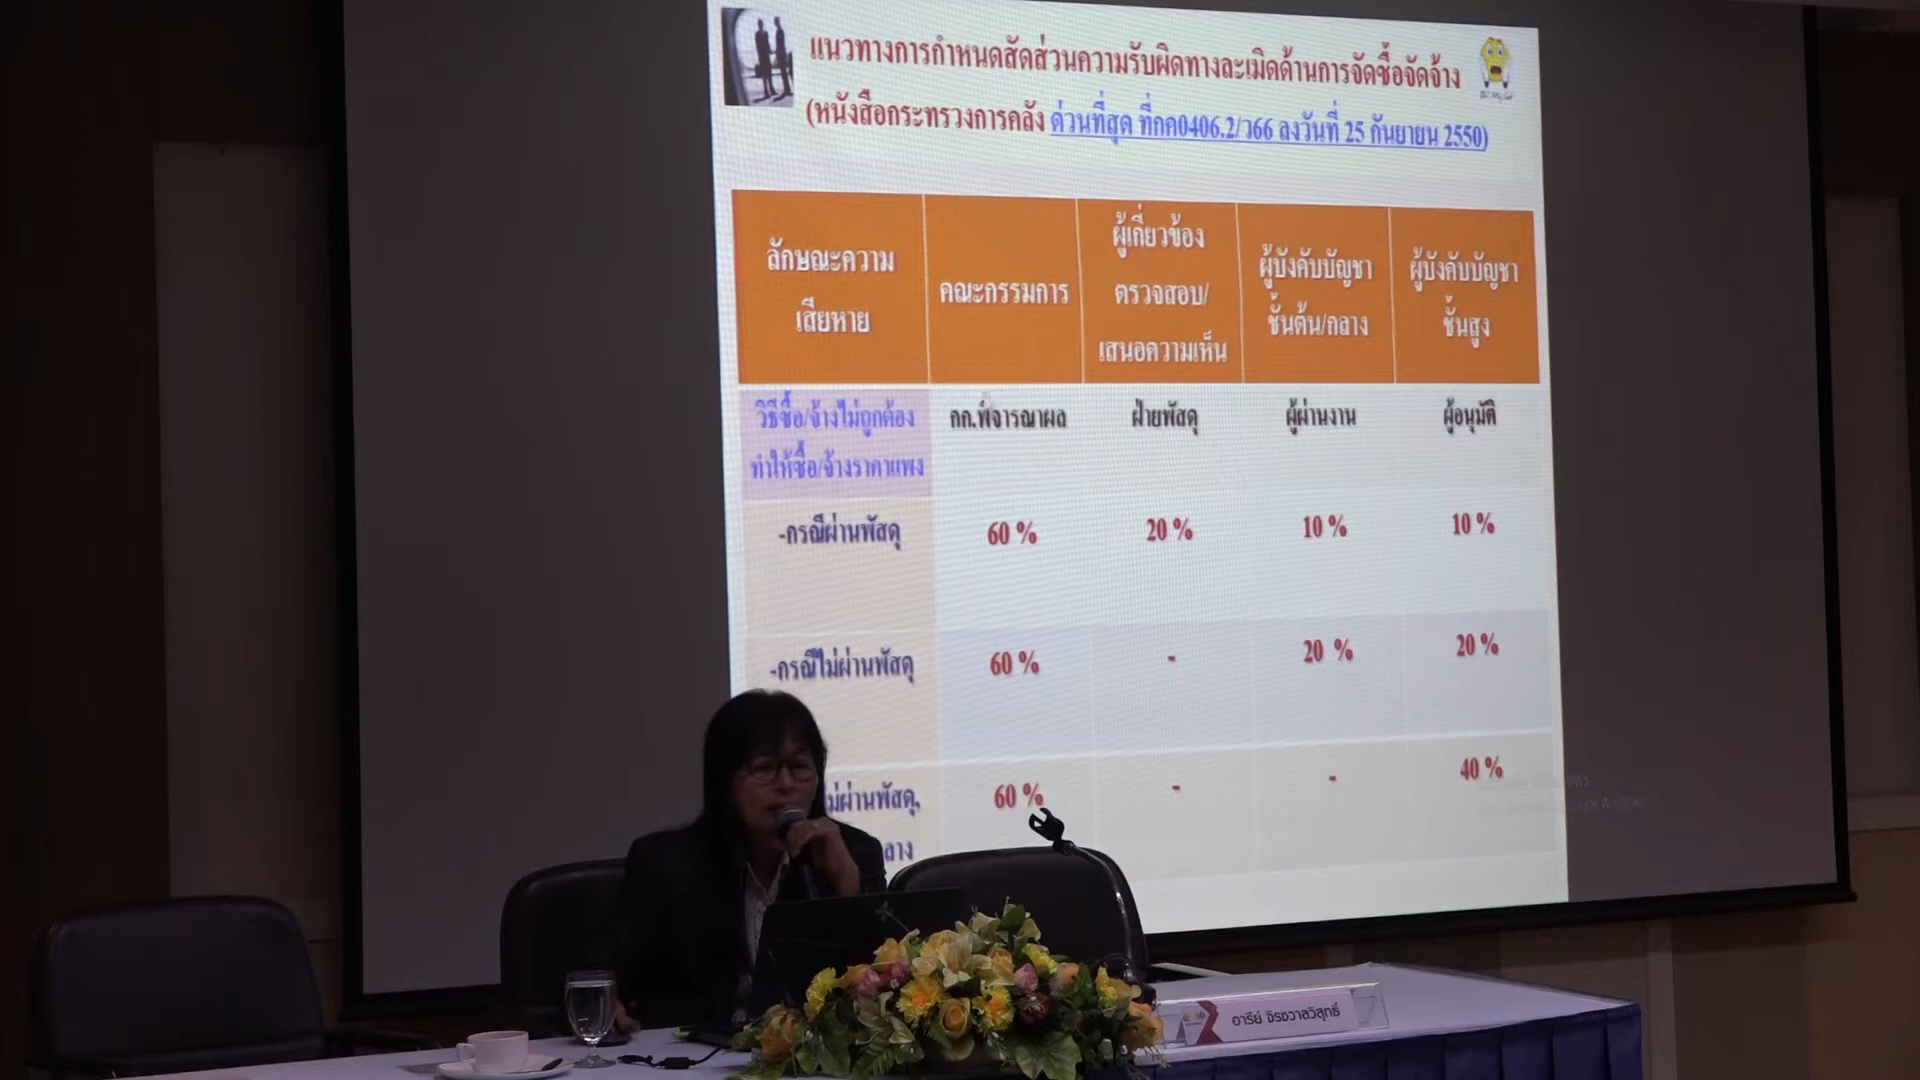 แนวทางการกำหนดสัดส่วนความรับผิดทางละเมิดด้านการจัดซื้อจัดจ้าง
(หนังสือกระทรวงการคลัง ด่วนที่สุด ที่กค0406.2/ว66 ลงวันที่ 25 กันยายน 2550)
ลักษณะความ
เสียหาย
คณะกรรมการ
ผู้เกี่ยวข้อง
ตรวจสอบ/
เสนอความเห็น
ผู้บังคับบัญชา
ชั้นต้น/กลาง
ผู้บังคับบัญชา
ชั้นสูง
วิธีซื้อ/จ้างไม่ถูกต้อง
ทำให้ซื้อ/จ้างราคาแพง
กก.พิจารณาผล
ฝ่ายพัสดุ
ผู้ผ่านงาน
ผู้อนุมัติ
-กรณีผ่านพัสดุ
60 %
20 %
10 %
10 %
-กรณีไม่ผ่านพัสดุ
60 %
-
20 %
20 %
ม่ผ่านพัสดุ,
ลาง
60 %
-
-
40 %
อารีย์ จิรชวาลวิสุทธิ์